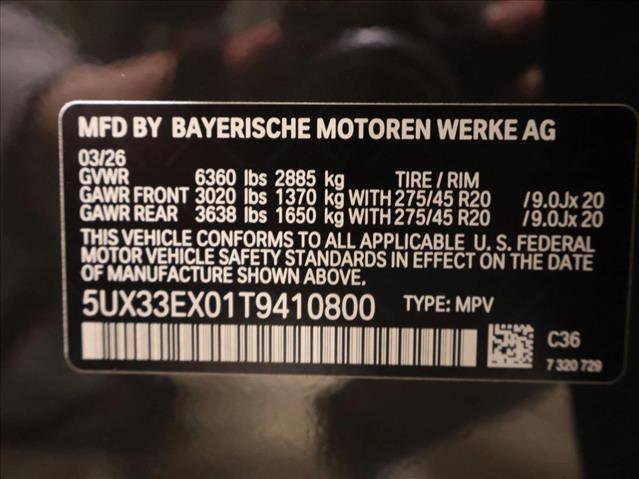 MFD BY BAYERISCHE MOTOREN WERKE AG
03/26
GVWR 6360 lbs 2885 kg TIRE / RIM
GAWR FRONT 3020 lbs 1370 kg WITH 275/45 R20 /9.0Jx 20
GAWR REAR 3638 lbs 1650 kg WITH 275/45 R20 /9.0Jx 20
THIS VEHICLE CONFORMS TO ALL APPLICABLE U. S. FEDERAL
MOTOR VEHICLE SAFETY STANDARDS IN EFFECT ON THE DATE
OF MANUFACTURE SHOWN ABOVE.
5UX33EX01T9410800 TYPE: MPV
C36
7 320 729